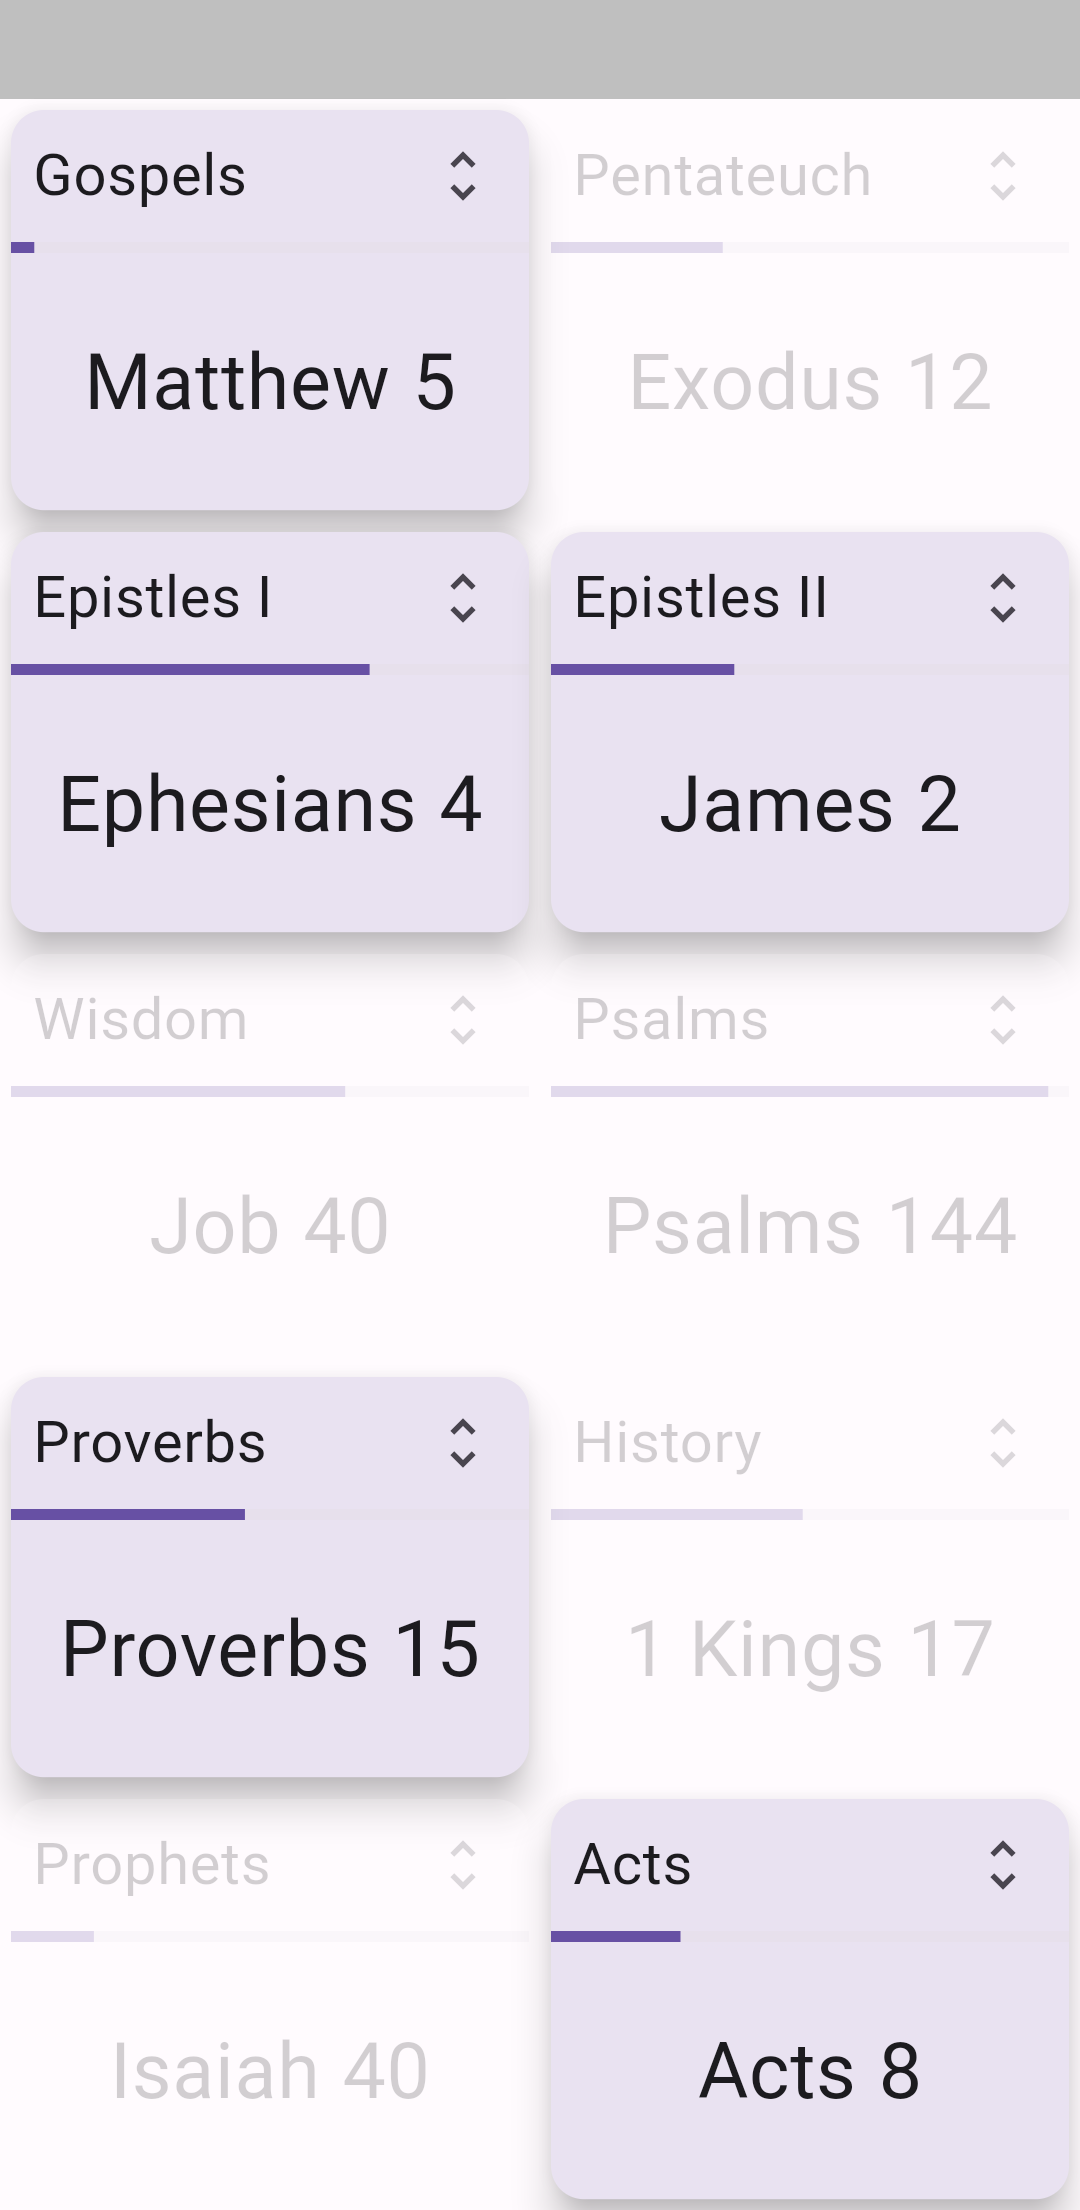 Gospels
Matthew 5
Pentateuch
Exodus 12
Epistles I
Ephesians 4
Epistles II
James 2
Wisdom
Job 40
Psalms
Psalms 144
Proverbs
Proverbs 15
History
1 Kings 17
Prophets
Isaiah 40
Acts
Acts 8